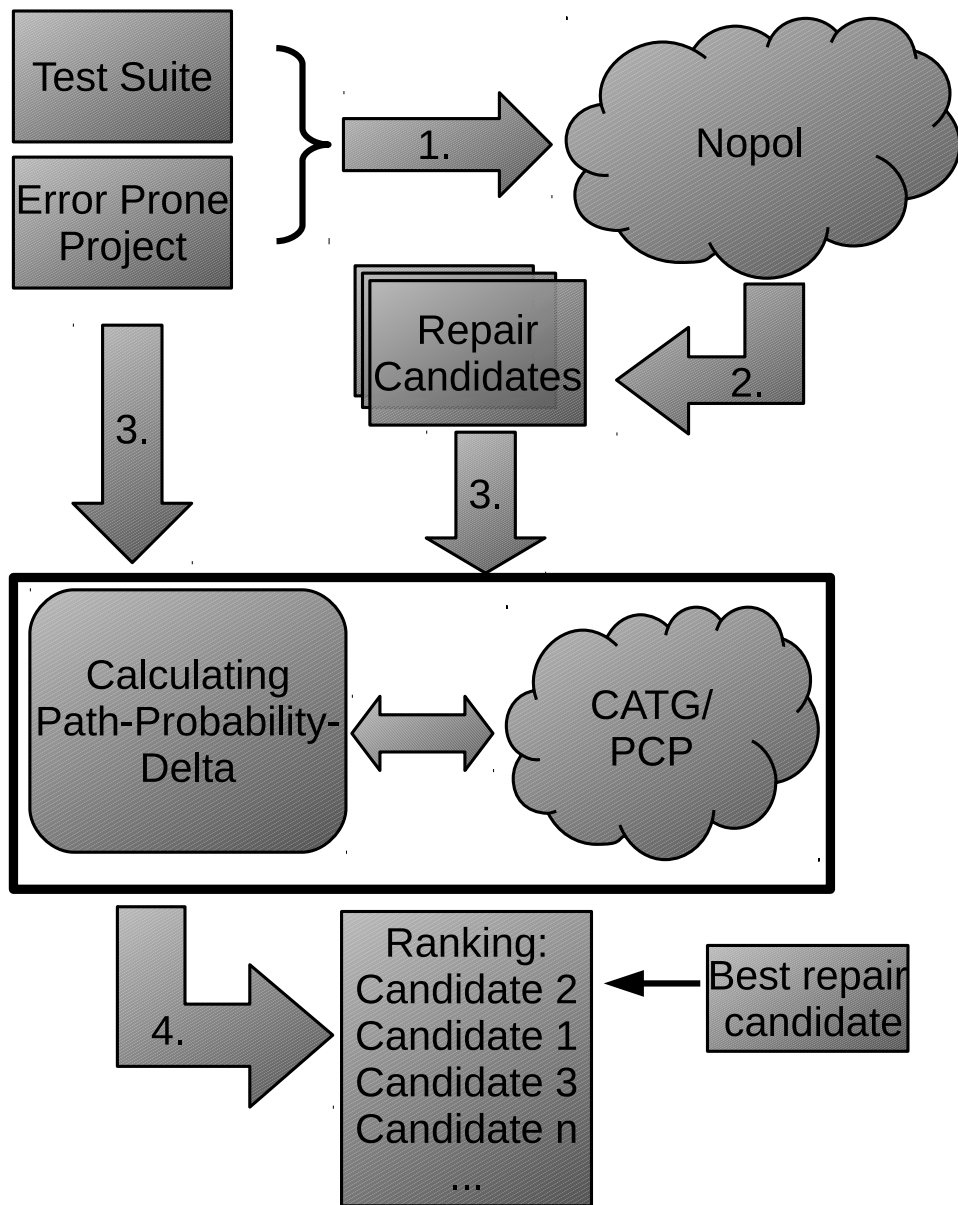 Test Suite
Error Prone
Project
1.
Nopol
2.
Repair
Candidates
3.
3.
Calculating
Path-Probability-
Delta
CATG/
PCP
4.
Ranking:
Candidate 2
Candidate 1
Candidate 3
Candidate n
...
Best repair
candidate